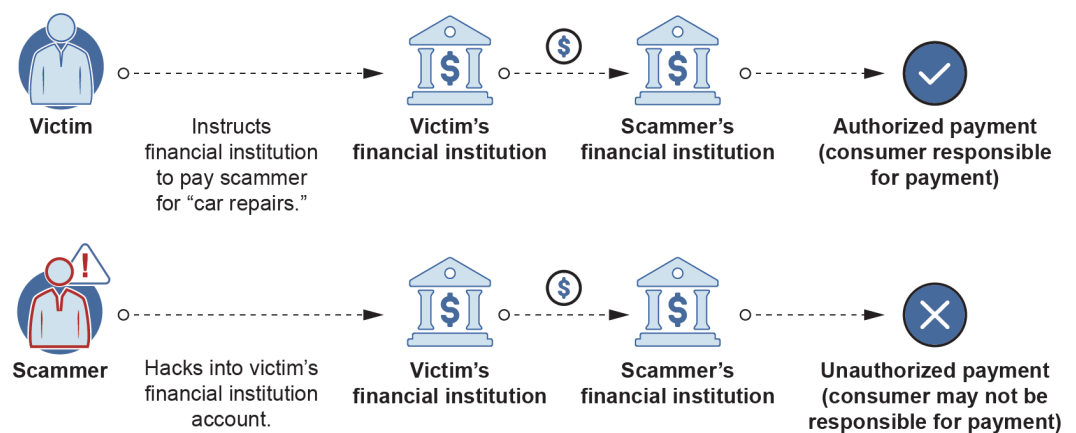 $
$
$
Victim
Instructs
financial institution
to pay scammer
for “car repairs.”
Victim’s
financial institution
Scammer’s
financial institution
Authorized payment
(consumer responsible
for payment)
!
$
$
$
Scammer
Hacks into victim’s
financial institution
account.
Victim’s
financial institution
Scammer’s
financial institution
Unauthorized payment
(consumer may not be
responsible for payment)